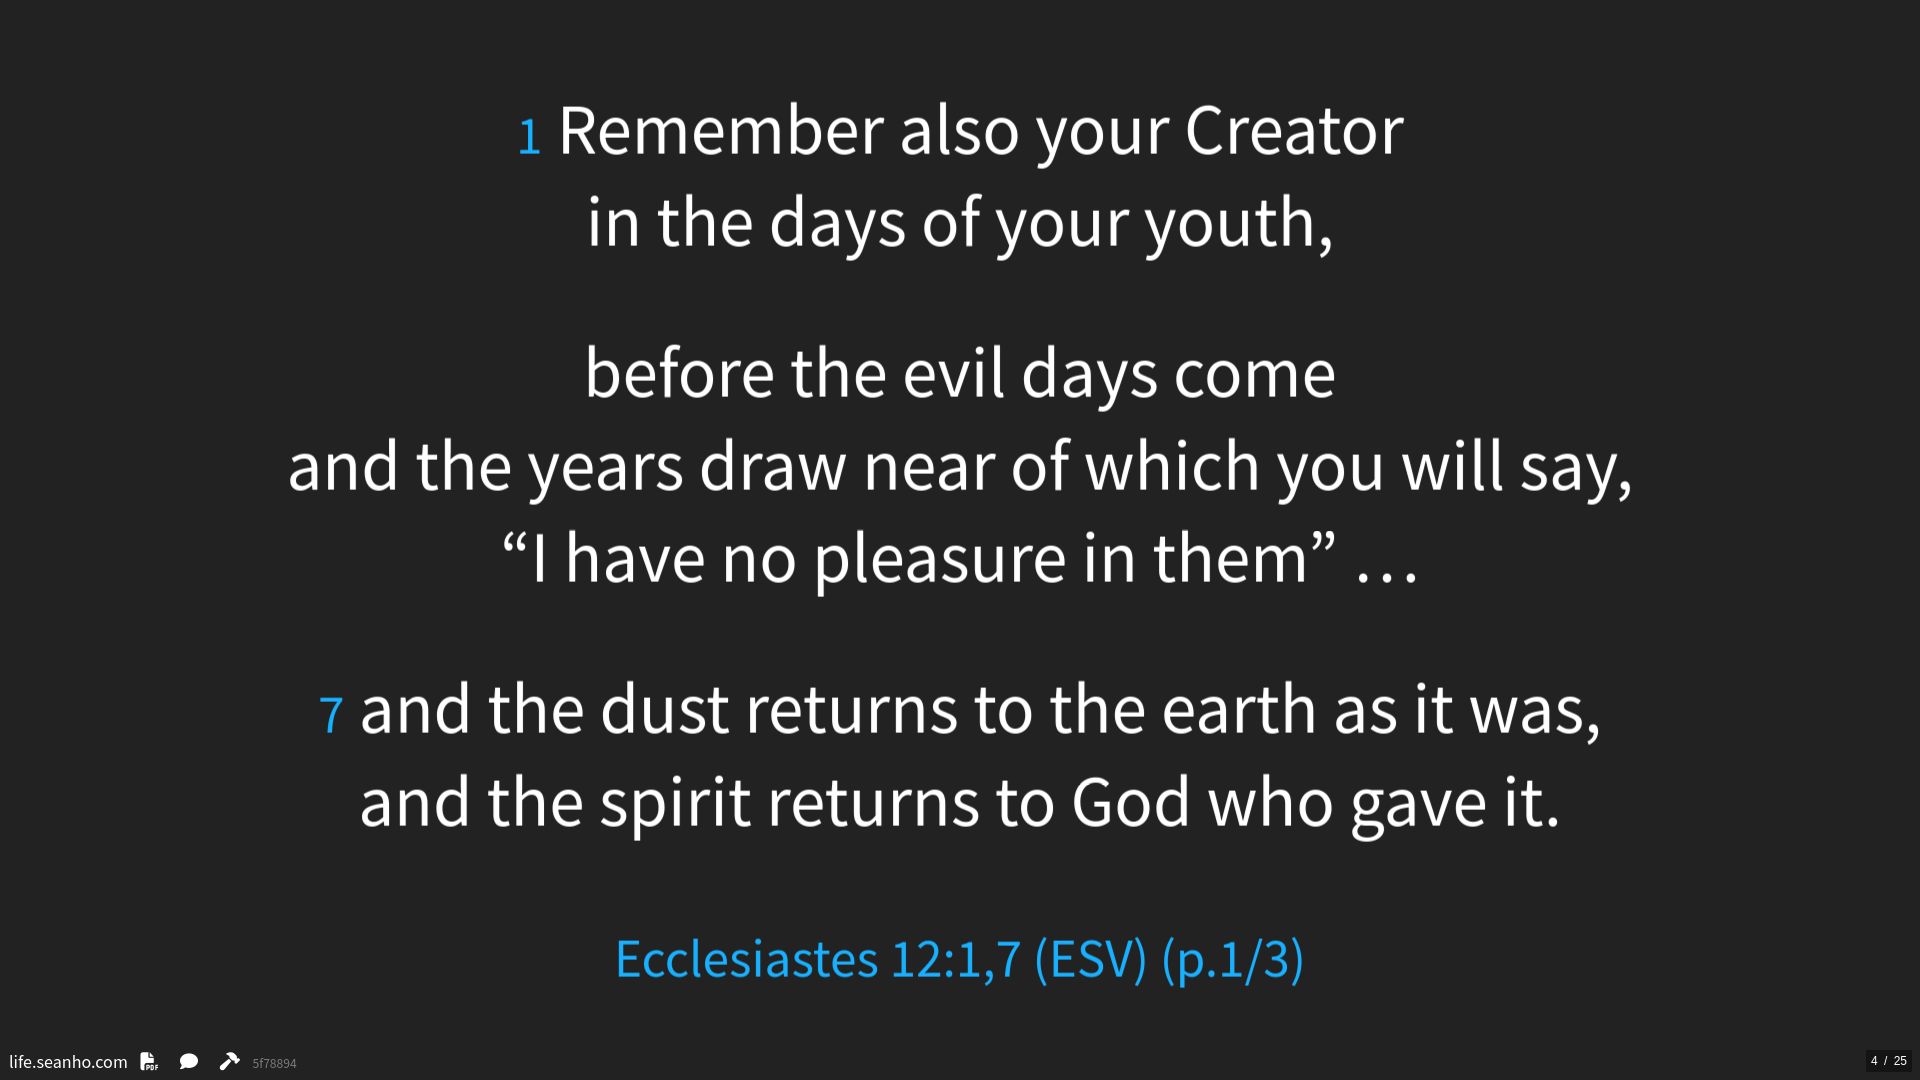 1 Remember also your Creator
in the days of your youth,
before the evil days come
and the years draw near of which you will say,
“I have no pleasure in them” …
7 and the dust returns to the earth as it was,
and the spirit returns to God who gave it.
Ecclesiastes 12:1,7 (ESV) (p.1/3)
life.seanho.com PDF 5f78894
4 / 25